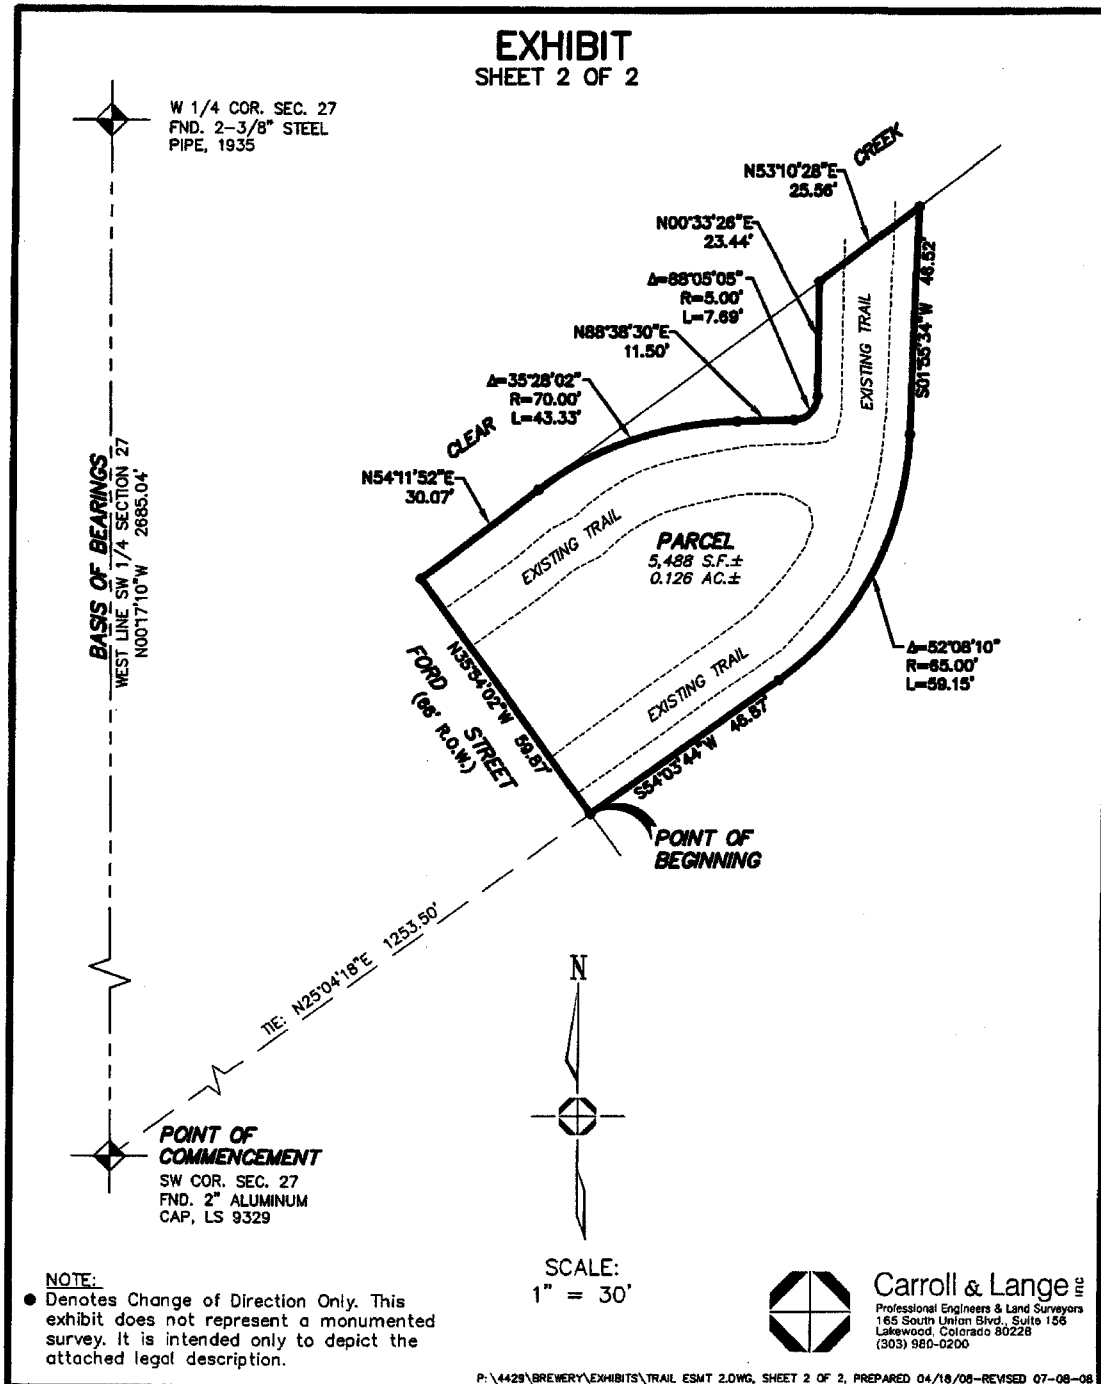 EXHIBIT
SHEET 2 OF 2
W 1/4 COR. SEC. 27
FND. 2-3/8" STEEL
PIPE, 1935
CREEK
N53°10'28"E
25.56'
N00°33'26"E
23.44'
Δ=88°05'05"
R=5.00'
L=7.69'
N88°38'30"E
11.50'
Δ=35°28'02"
R=70.00'
L=43.33'
CLEAR
N54°11'52"E
30.07'
S01°55'34"W 46.52'
EXISTING TRAIL
BASIS OF BEARINGS
WEST LINE SW 1/4 SECTION 27
N00°17'10"W 2685.04'
EXISTING TRAIL
PARCEL
5,488 S.F.±
0.126 AC.±
N35°54'02"W 59.87'
FORD STREET
(66' R.O.W.)
EXISTING TRAIL
Δ=52°08'10"
R=65.00'
L=59.15'
S54°03'44"W 48.87'
POINT OF
BEGINNING
TIE: N25°04'18"E 1253.50'
N
POINT OF
COMMENCEMENT
SW COR. SEC. 27
FND. 2" ALUMINUM
CAP, LS 9329
SCALE:
1" = 30'
NOTE:
● Denotes Change of Direction Only. This
exhibit does not represent a monumented
survey. It is intended only to depict the
attached legal description.
Carroll & Lange INC
Professional Engineers & Land Surveyors
165 South Union Blvd., Suite 156
Lakewood, Colorado 80228
(303) 980-0200
P:\4429\BREWERY\EXHIBITS\TRAIL ESMT 2.DWG, SHEET 2 OF 2, PREPARED 04/18/08-REVISED 07-08-08